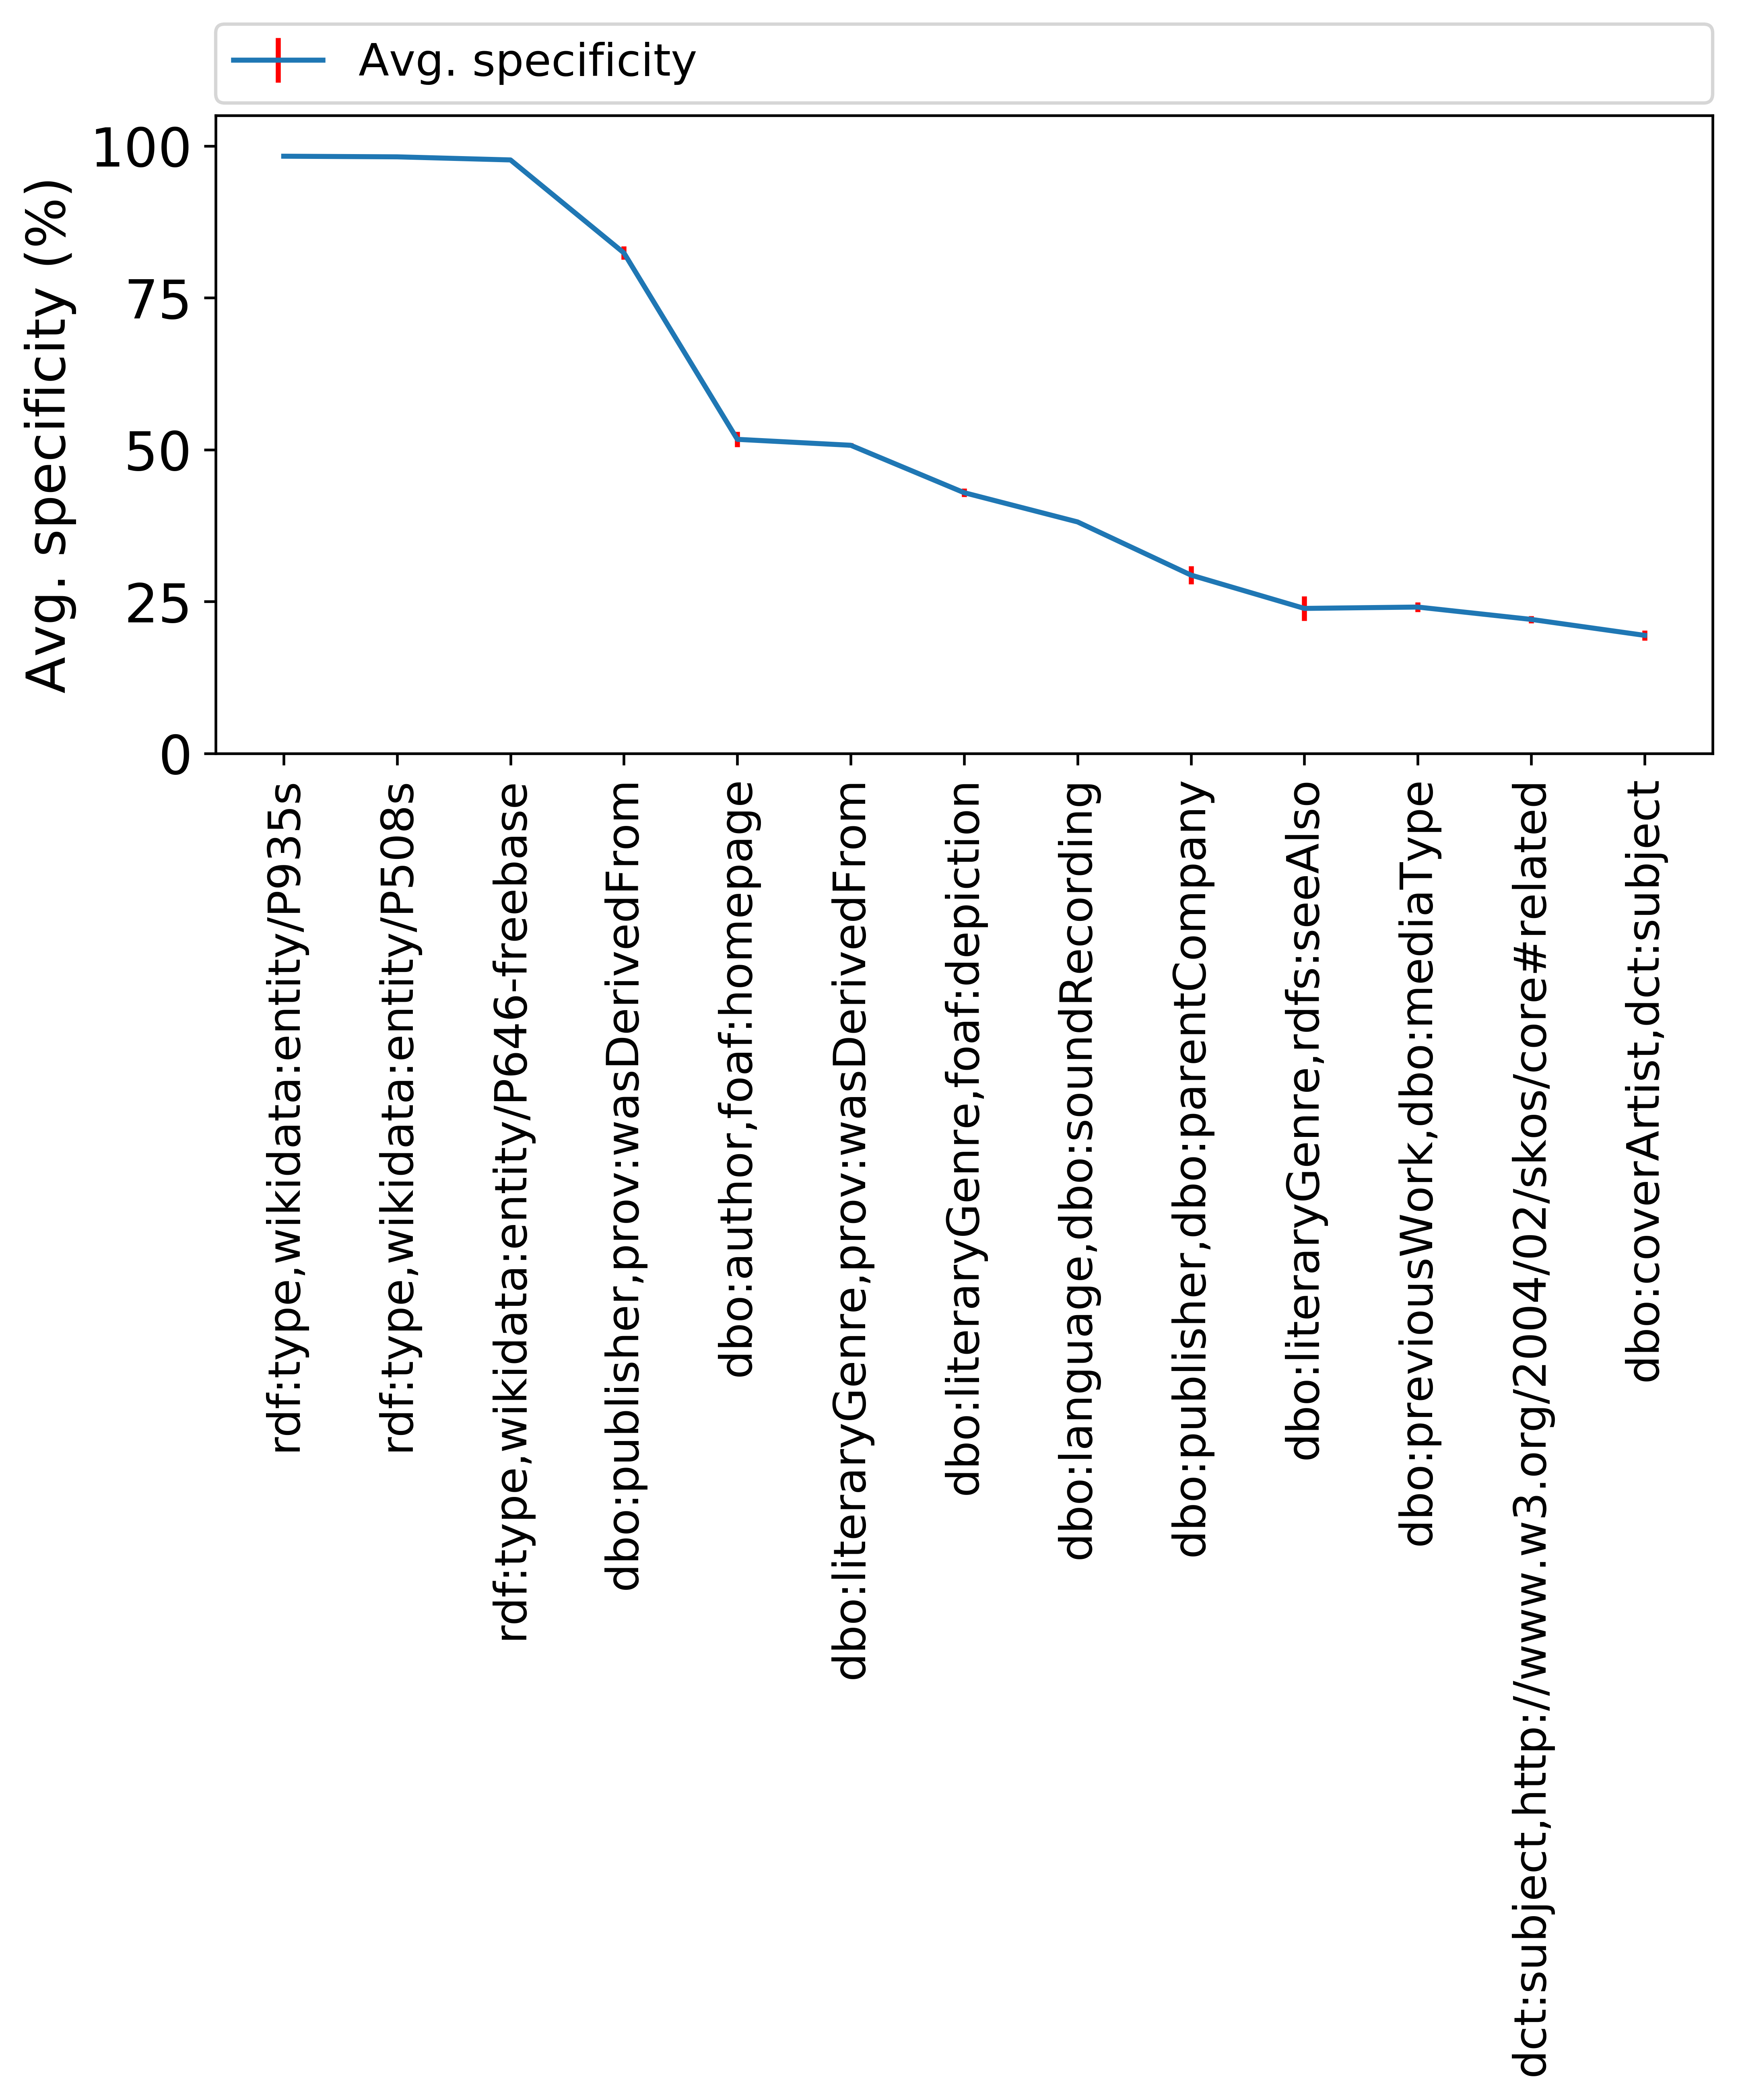 Avg. specificity
Avg. specificity (%)
100
75
50
25
0
rdf:type,wikidata:entity/P935s
rdf:type,wikidata:entity/P508s
rdf:type,wikidata:entity/P646-freebase
dbo:publisher,prov:wasDerivedFrom
dbo:author,foaf:homepage
dbo:literaryGenre,prov:wasDerivedFrom
dbo:literaryGenre,foaf:depiction
dbo:language,dbo:soundRecording
dbo:publisher,dbo:parentCompany
dbo:literaryGenre,rdfs:seeAlso
dbo:previousWork,dbo:mediaType
dct:subject,http://www.w3.org/2004/02/skos/core#related
dbo:coverArtist,dct:subject